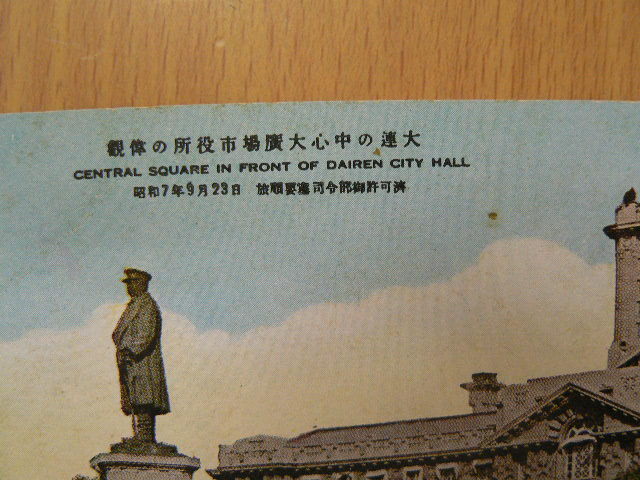 觀偉の所役市場廣大心中の連大
CENTRAL SQUARE IN FRONT OF DAIREN CITY HALL
昭和7年9月23日 旅順要塞司令部御許可濟